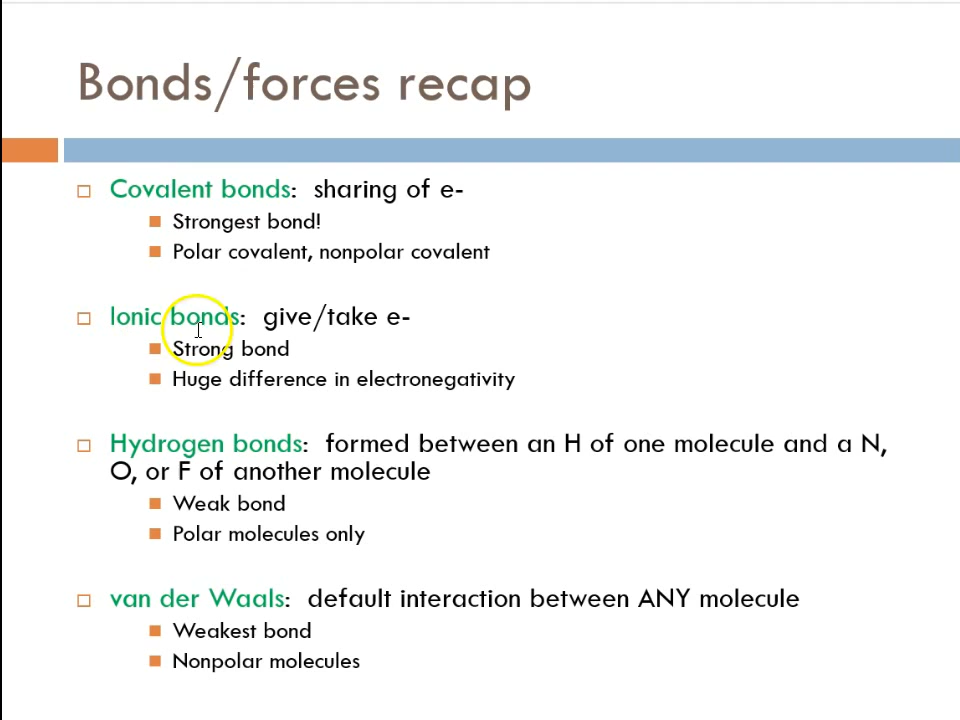 Bonds/forces recap
Covalent bonds: sharing of e-
Strongest bond!
Polar covalent, nonpolar covalent
Ionic bonds: give/take e-
Strong bond
Huge difference in electronegativity
Hydrogen bonds: formed between an H of one molecule and a N,
O, or F of another molecule
Weak bond
Polar molecules only
van der Waals: default interaction between ANY molecule
Weakest bond
Nonpolar molecules